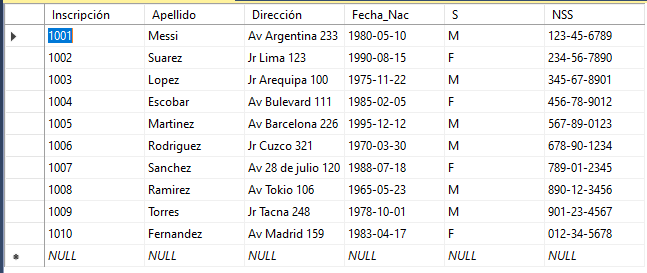 Inscripción Apellido Dirección Fecha_Nac S NSS
1001 Messi Av Argentina 233 1980-05-10 M 123-45-6789
1002 Suarez Jr Lima 123 1990-08-15 F 234-56-7890
1003 Lopez Jr Arequipa 100 1975-11-22 M 345-67-8901
1004 Escobar Av Bulevard 111 1985-02-05 F 456-78-9012
1005 Martinez Av Barcelona 226 1995-12-12 M 567-89-0123
1006 Rodriguez Jr Cuzco 321 1970-03-30 M 678-90-1234
1007 Sanchez Av 28 de julio 120 1988-07-18 F 789-01-2345
1008 Ramirez Av Tokio 106 1965-05-23 M 890-12-3456
1009 Torres Jr Tacna 248 1978-10-01 M 901-23-4567
1010 Fernandez Av Madrid 159 1983-04-17 F 012-34-5678
NULL NULL NULL NULL NULL NULL